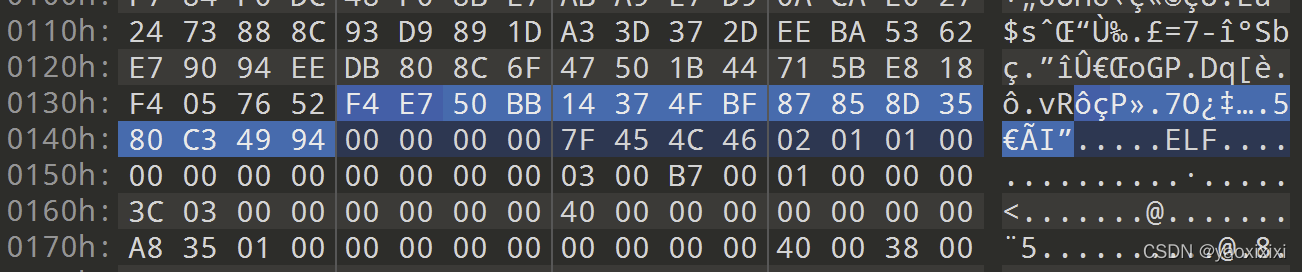 0110h: 24 73 88 8C 93 D9 89 1D A3 3D 37 2D EE BA 53 62 $sˆŒ“Ù‰.£=7-îºSb
0120h: E7 90 94 EE DB 80 8C 6F 47 50 1B 44 71 5B E8 18 ç.”îÛ€ŒoGP.Dq[è.
0130h: F4 05 76 52 F4 E7 50 BB 14 37 4F BF 87 85 8D 35 ô.vRôçP».7O¿‡….5
0140h: 80 C3 49 94 00 00 00 00 7F 45 4C 46 02 01 01 00 €ÃI”.....ELF....
0150h: 00 00 00 00 00 00 00 00 03 00 B7 00 01 00 00 00 ..........·.....
0160h: 3C 03 00 00 00 00 00 00 40 00 00 00 00 00 00 00 <.......@.......
0170h: A8 35 01 00 00 00 00 00 00 00 00 00 40 00 38 00 ¨5..........@.8.
CSDN @yaoxixixi